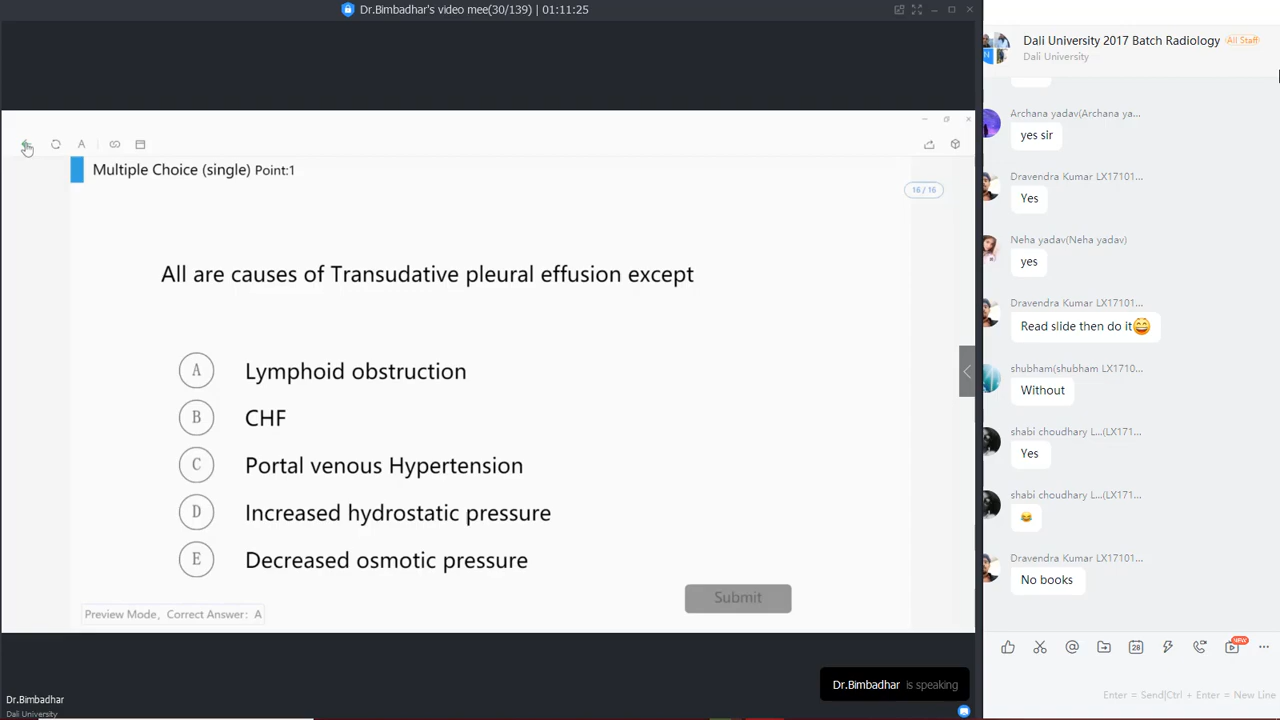 Dr.Bimbadhar's video mee(30/139) | 01:11:25
A
Multiple Choice (single) Point:1
16 / 16
All are causes of Transudative pleural effusion except
A Lymphoid obstruction
B CHF
C Portal venous Hypertension
D Increased hydrostatic pressure
E Decreased osmotic pressure
Submit
Preview Mode, Correct Answer: A
Dr.Bimbadhar is speaking
Dr.Bimbadhar
Dali University
N
Dali University 2017 Batch Radiology All Staff
Dali University
Archana yadav(Archana ya...
yes sir
Dravendra Kumar LX17101...
Yes
Neha yadav(Neha yadav)
yes
Dravendra Kumar LX17101...
Read slide then do it😄
shubham(shubham LX1710...
Without
shabi choudhary L...(LX171...
Yes
shabi choudhary L...(LX171...
😂
Dravendra Kumar LX17101...
No books
28
NEW
Enter = Send|Ctrl + Enter = New Line